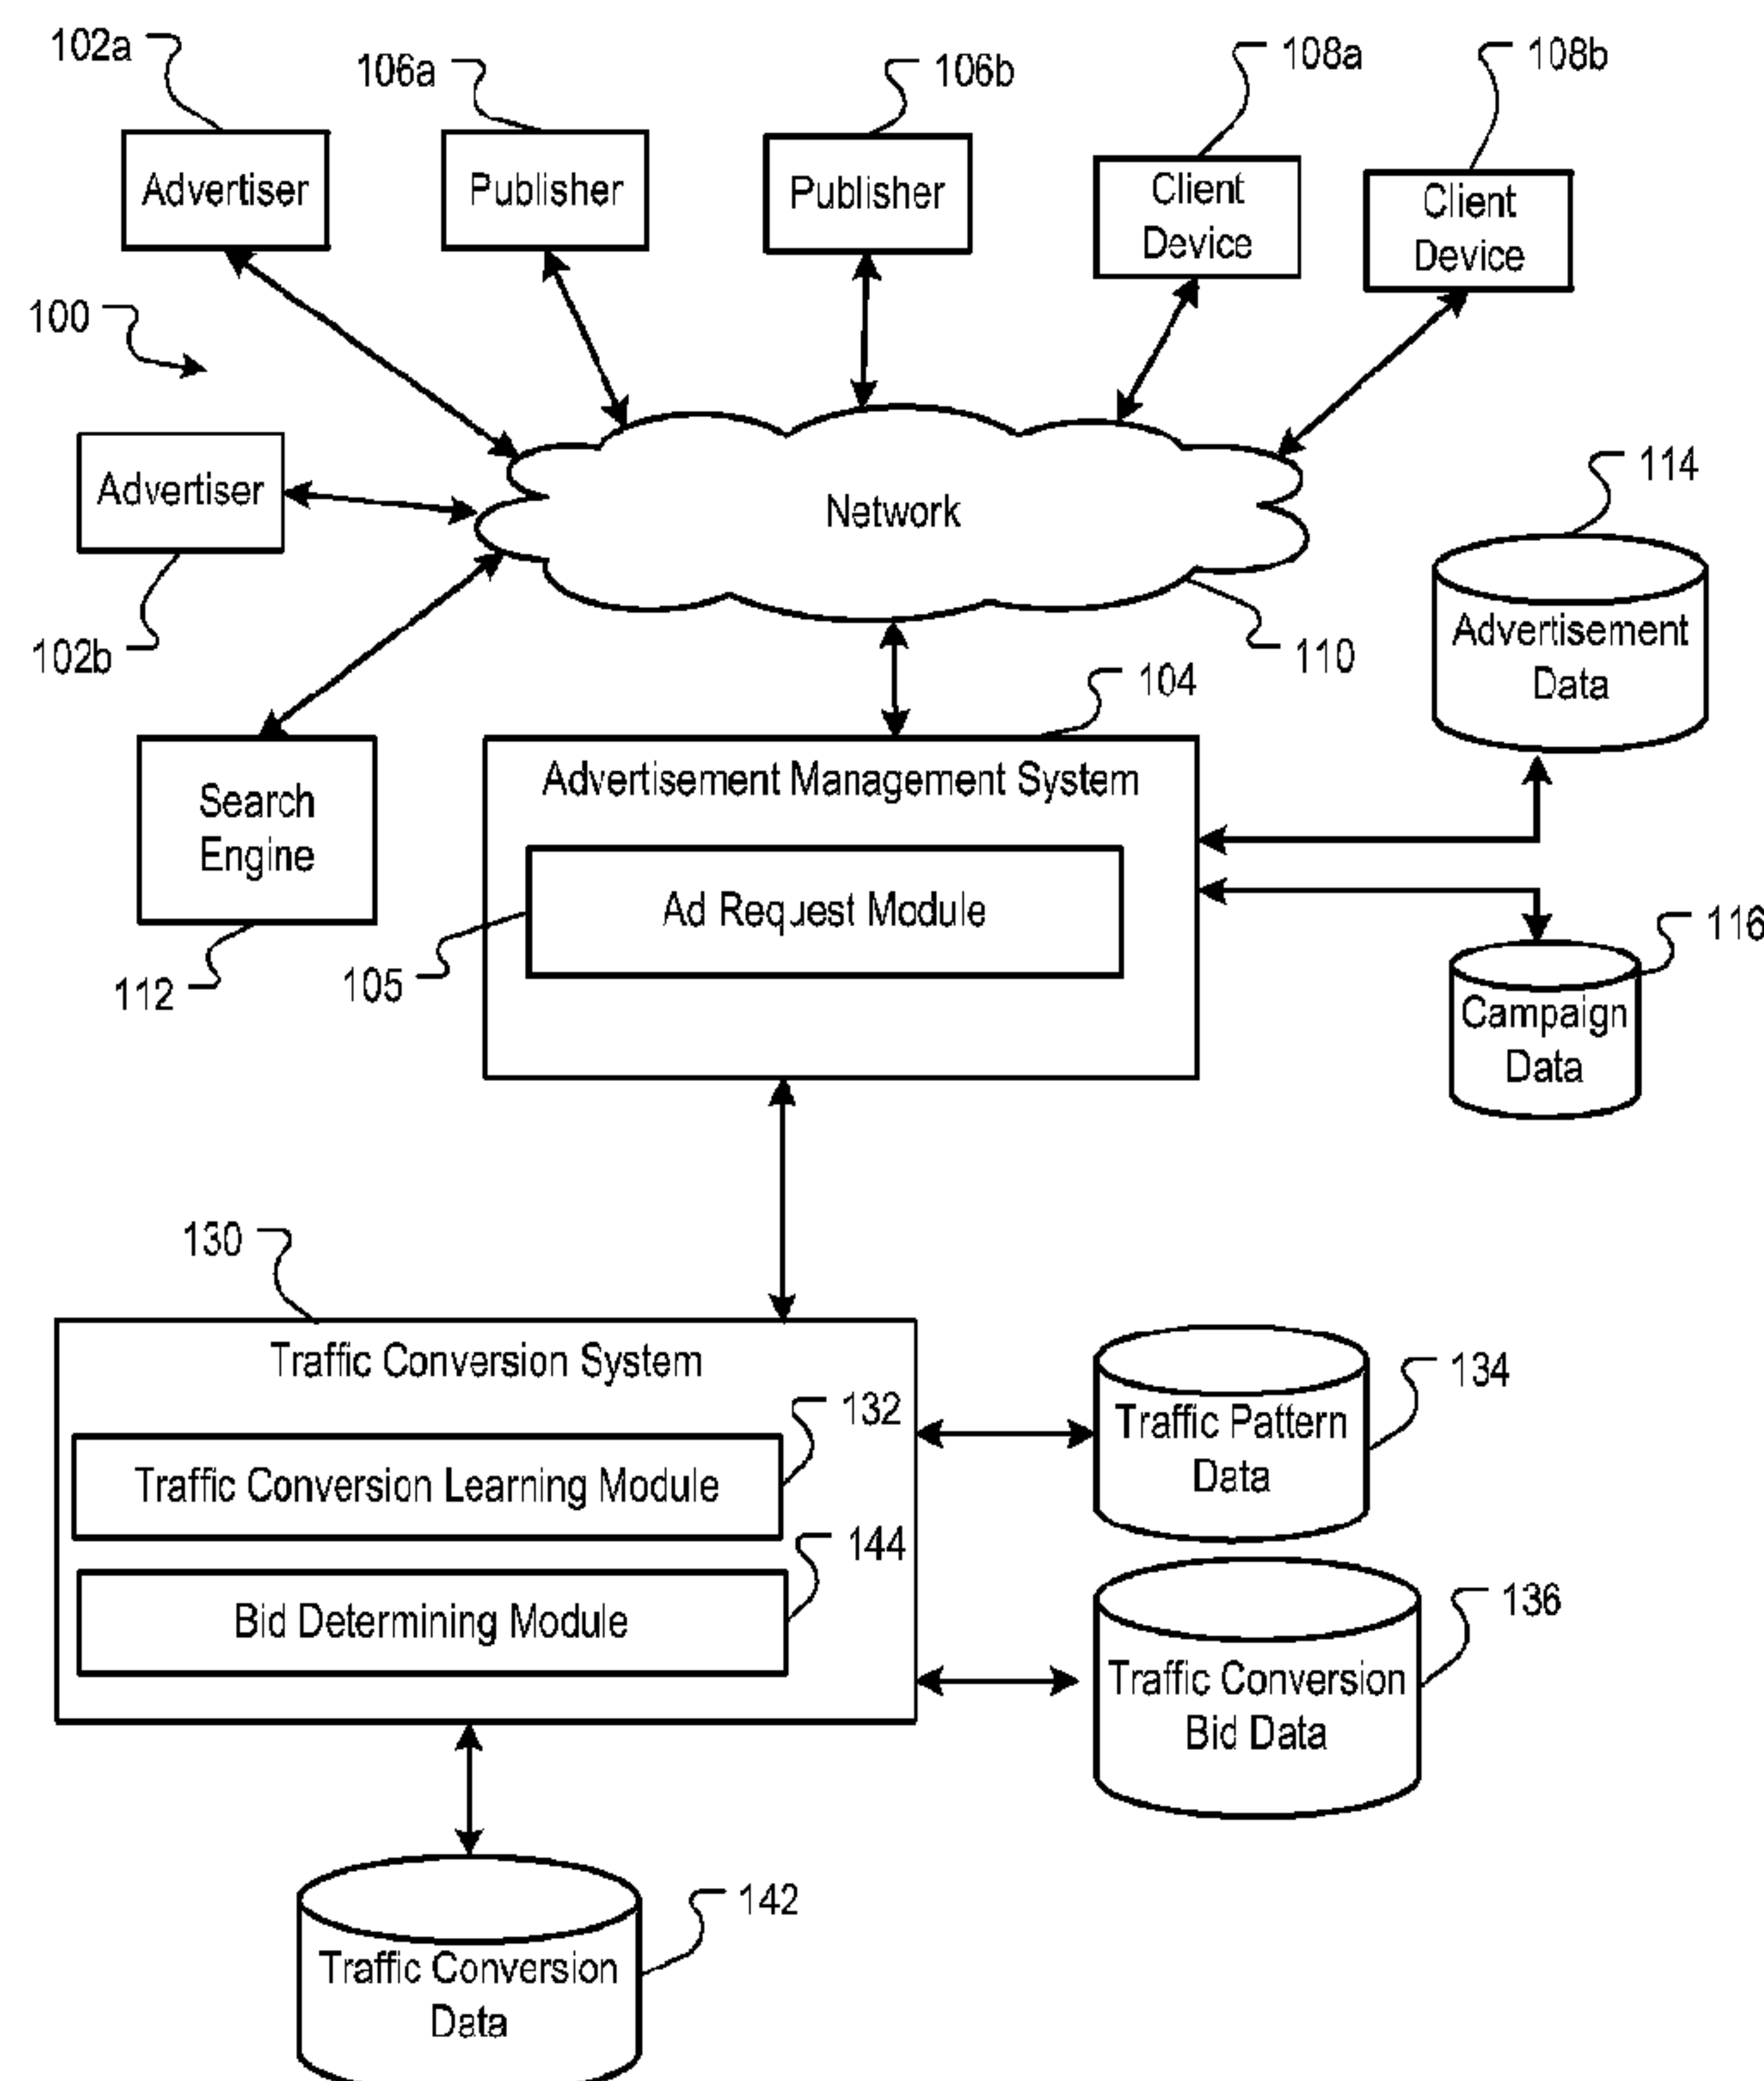 102a
106a
106b
108a
108b
Advertiser
Publisher
Publisher
Client
Device
Client
Device
100
Advertiser
Network
114
102b
110
Advertisement
Data
104
Search
Engine
Advertisement Management System
Ad Request Module
112
105
116
Campaign
Data
130
Traffic Conversion System
132
134
Traffic Conversion Learning Module
Traffic Pattern
Data
144
Bid Determining Module
136
Traffic Conversion
Bid Data
142
Traffic Conversion
Data